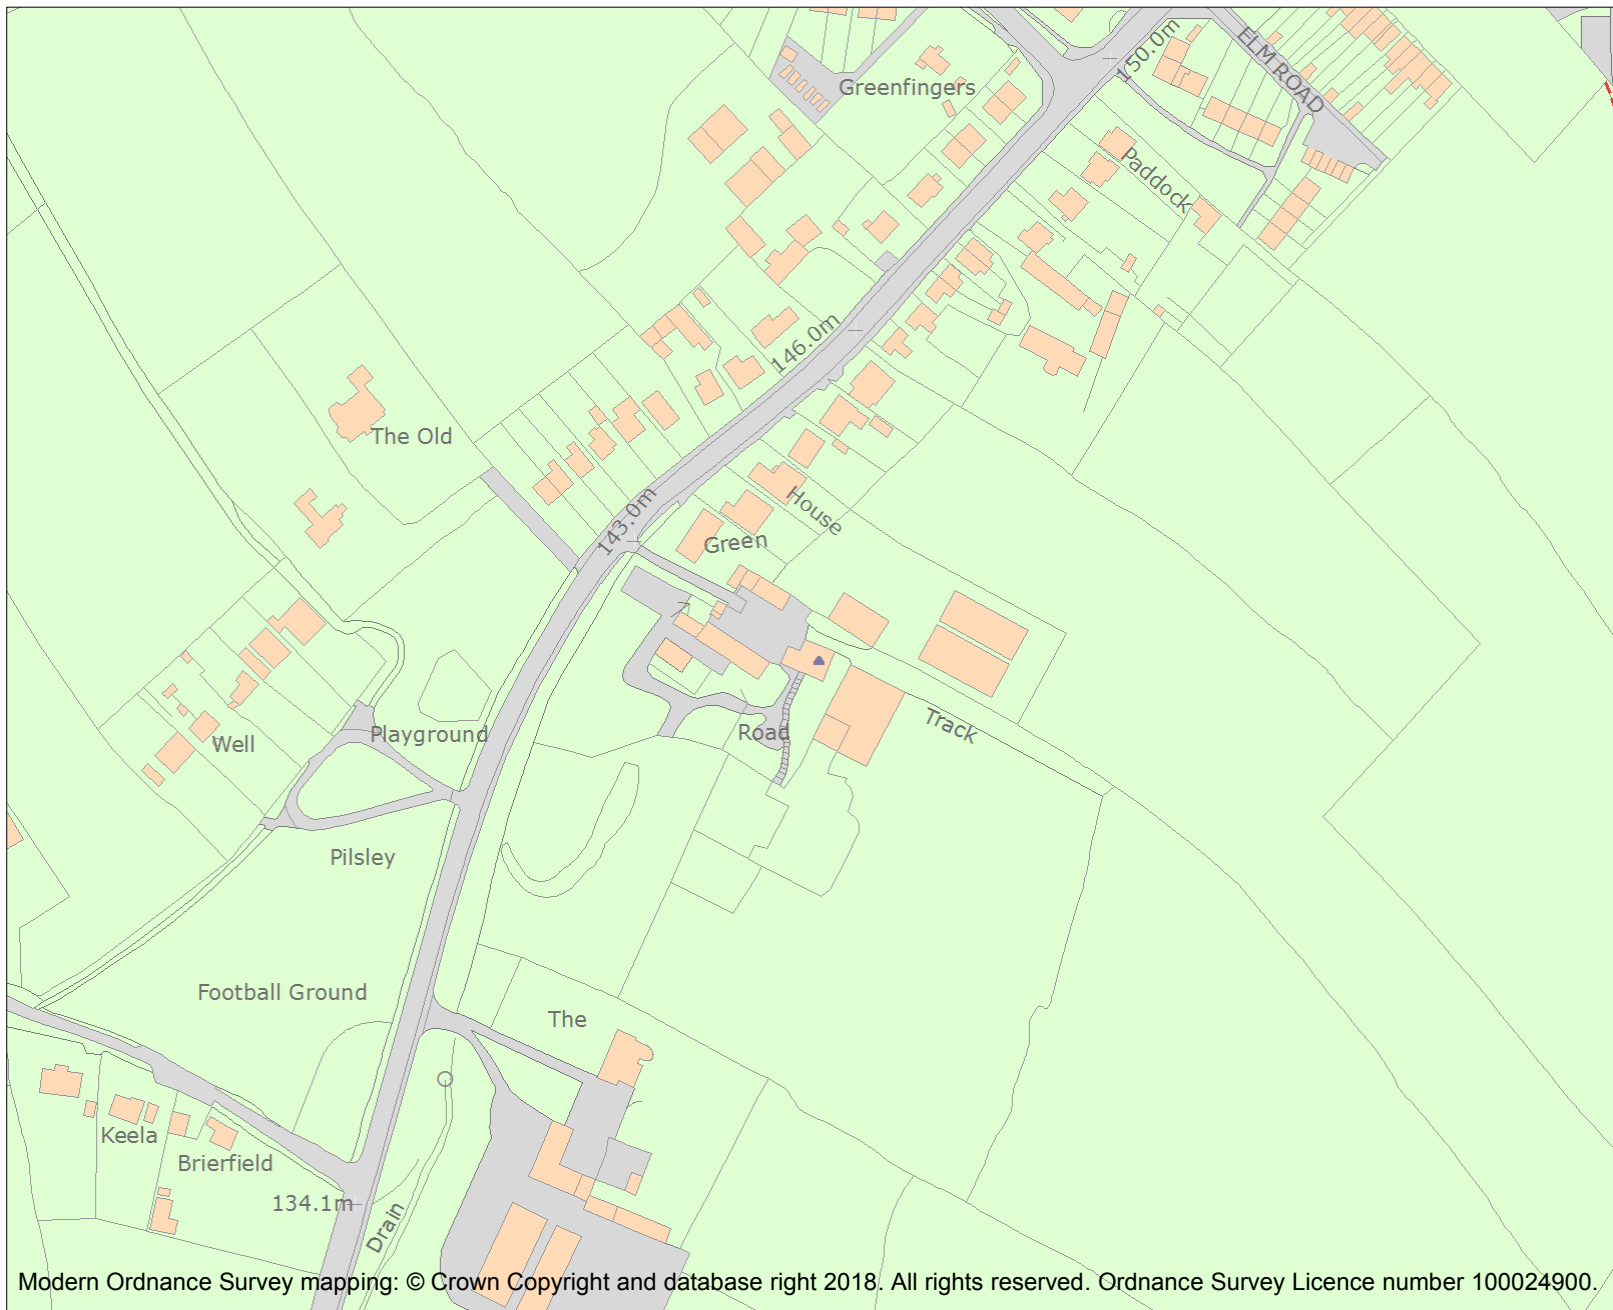 150.0m
ELM ROAD
Greenfingers
Paddock
146.0m
The Old
House
143.0m
Green
Track
Road
Playground
Well
Pilsley
Football Ground
The
Keela
Brierfield
134.1m
Drain
Modern Ordnance Survey mapping: © Crown Copyright and database right 2018. All rights reserved. Ordnance Survey Licence number 100024900.